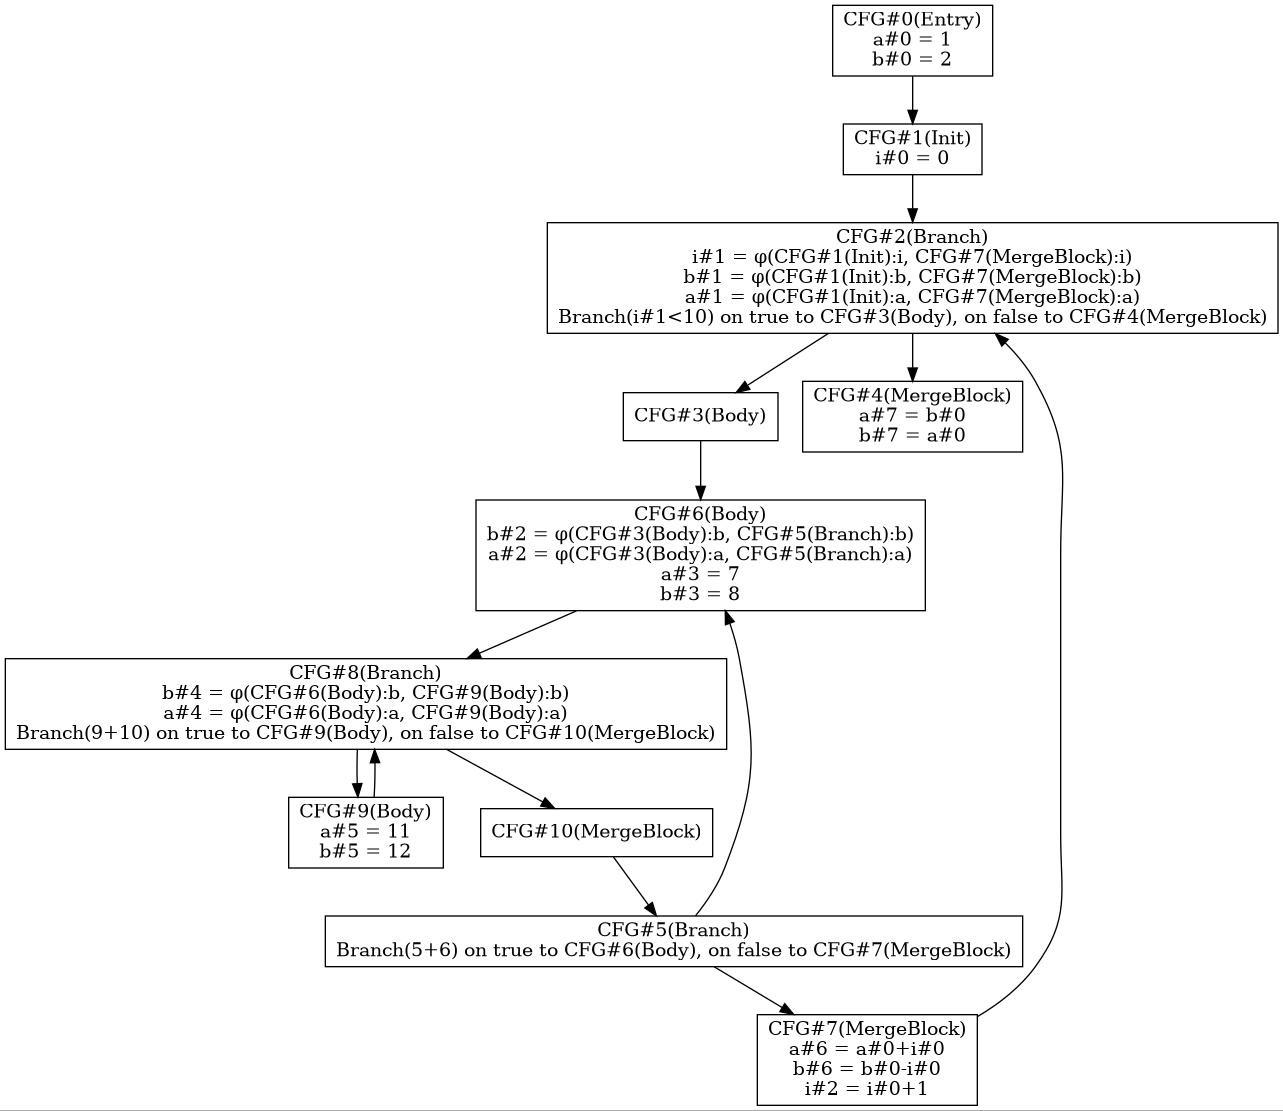 CFG#0(Entry)
a#0 = 1
b#0 = 2
CFG#1(Init)
i#0 = 0
CFG#2(Branch)
i#1 = φ(CFG#1(Init):i, CFG#7(MergeBlock):i)
b#1 = φ(CFG#1(Init):b, CFG#7(MergeBlock):b)
a#1 = φ(CFG#1(Init):a, CFG#7(MergeBlock):a)
Branch(i#1<10) on true to CFG#3(Body), on false to CFG#4(MergeBlock)
CFG#3(Body)
CFG#4(MergeBlock)
a#7 = b#0
b#7 = a#0
CFG#6(Body)
b#2 = φ(CFG#3(Body):b, CFG#5(Branch):b)
a#2 = φ(CFG#3(Body):a, CFG#5(Branch):a)
a#3 = 7
b#3 = 8
CFG#8(Branch)
b#4 = φ(CFG#6(Body):b, CFG#9(Body):b)
a#4 = φ(CFG#6(Body):a, CFG#9(Body):a)
Branch(9+10) on true to CFG#9(Body), on false to CFG#10(MergeBlock)
CFG#9(Body)
a#5 = 11
b#5 = 12
CFG#10(MergeBlock)
CFG#5(Branch)
Branch(5+6) on true to CFG#6(Body), on false to CFG#7(MergeBlock)
CFG#7(MergeBlock)
a#6 = a#0+i#0
b#6 = b#0-i#0
i#2 = i#0+1